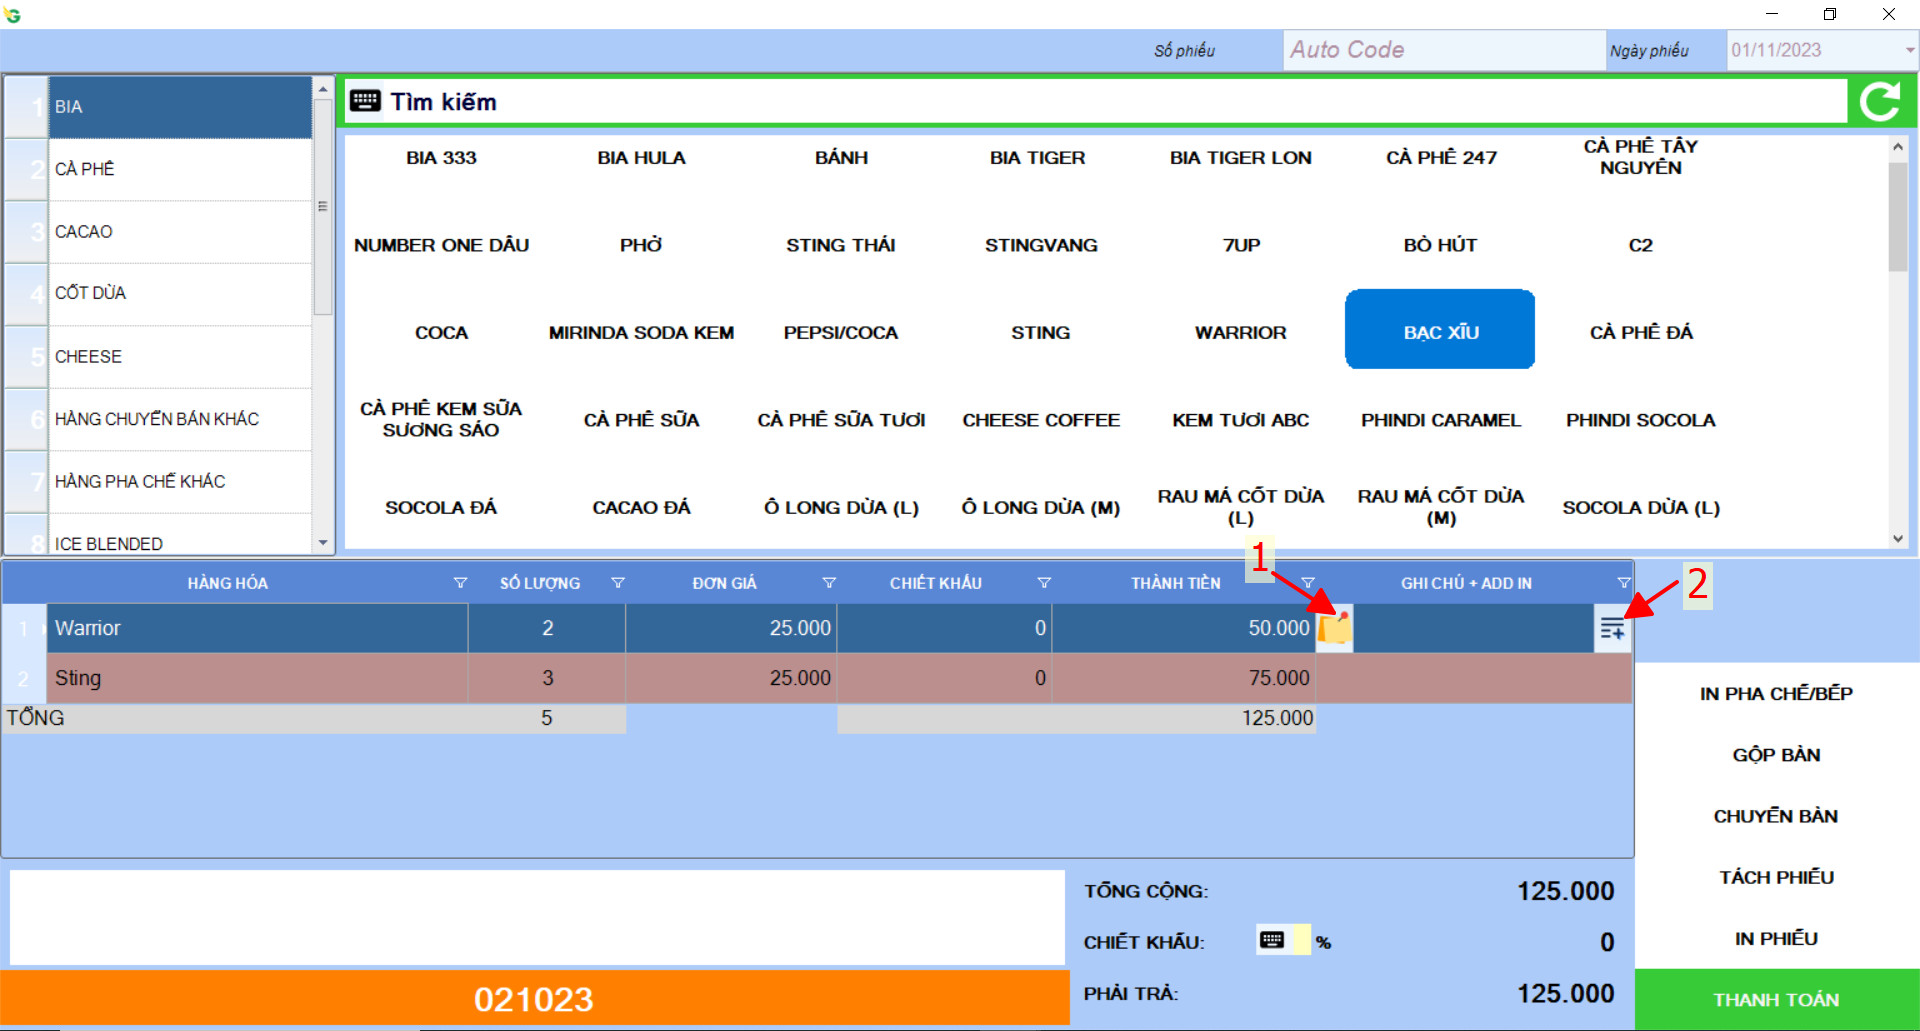 Số phiếu
Auto Code
Ngày phiếu
01/11/2023
1 BIA
2 CÀ PHÊ
3 CACAO
4 CỐT DỪA
5 CHEESE
6 HÀNG CHUYỂN BÁN KHÁC
7 HÀNG PHA CHẾ KHÁC
8 ICE BLENDED
Tìm kiếm
BIA 333
BIA HULA
BÁNH
BIA TIGER
BIA TIGER LON
CÀ PHÊ 247
CÀ PHÊ TÂY
NGUYÊN
NUMBER ONE DÂU
PHỞ
STING THÁI
STINGVANG
7UP
BÒ HÚT
C2
COCA
MIRINDA SODA KEM
PEPSI/COCA
STING
WARRIOR
BẠC XĨU
CÀ PHÊ ĐÁ
CÀ PHÊ KEM SỮA
SƯƠNG SÁO
CÀ PHÊ SỮA
CÀ PHÊ SỮA TƯƠI
CHEESE COFFEE
KEM TƯƠI ABC
PHINDI CARAMEL
PHINDI SOCOLA
SOCOLA ĐÁ
CACAO ĐÁ
Ô LONG DỪA (L)
Ô LONG DỪA (M)
RAU MÁ CỐT DỪA
(L)
RAU MÁ CỐT DỪA
(M)
SOCOLA DỪA (L)
1
2
HÀNG HÓA SỐ LƯỢNG ĐƠN GIÁ CHIẾT KHẤU THÀNH TIỀN GHI CHÚ + ADD IN
1 Warrior 2 25.000 0 50.000
2 Sting 3 25.000 0 75.000
TỔNG 5 125.000
IN PHA CHẾ/BẾP
GỘP BÀN
CHUYỂN BÀN
TÁCH PHIẾU
IN PHIẾU
TỔNG CỘNG: 125.000
CHIẾT KHẤU: % 0
PHẢI TRẢ: 125.000
021023
THANH TOÁN